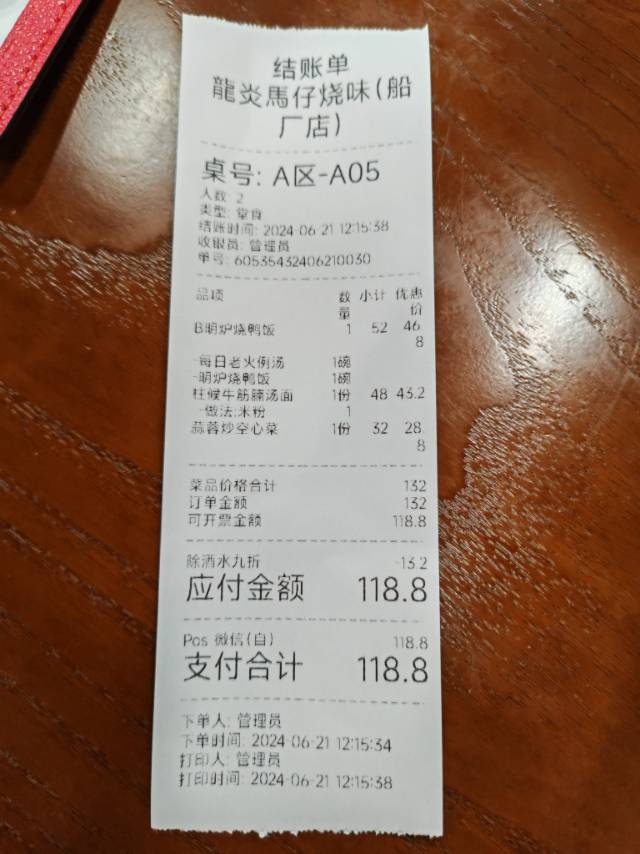 结账单
龍炎馬仔烧味(船
厂店)
桌号: A区-A05
人数: 2
类型: 堂食
结账时间: 2024-06-21 12:15:38
收银员: 管理员
单号: 60535432406210030
品项 数量 小计 优惠价
B明炉烧鸭饭 1 52 46.8
-每日老火例汤 1碗
-明炉烧鸭饭 1碗
柱候牛筋腩汤面 1份 48 43.2
-做法:米粉 1
蒜蓉炒空心菜 1份 32 28.8
菜品价格合计 132
订单金额 132
可开票金额 118.8
除酒水九折 -13.2
应付金额 118.8
Pos 微信(自) 118.8
支付合计 118.8
下单人: 管理员
下单时间: 2024-06-21 12:15:34
打印人: 管理员
打印时间: 2024-06-21 12:15:38